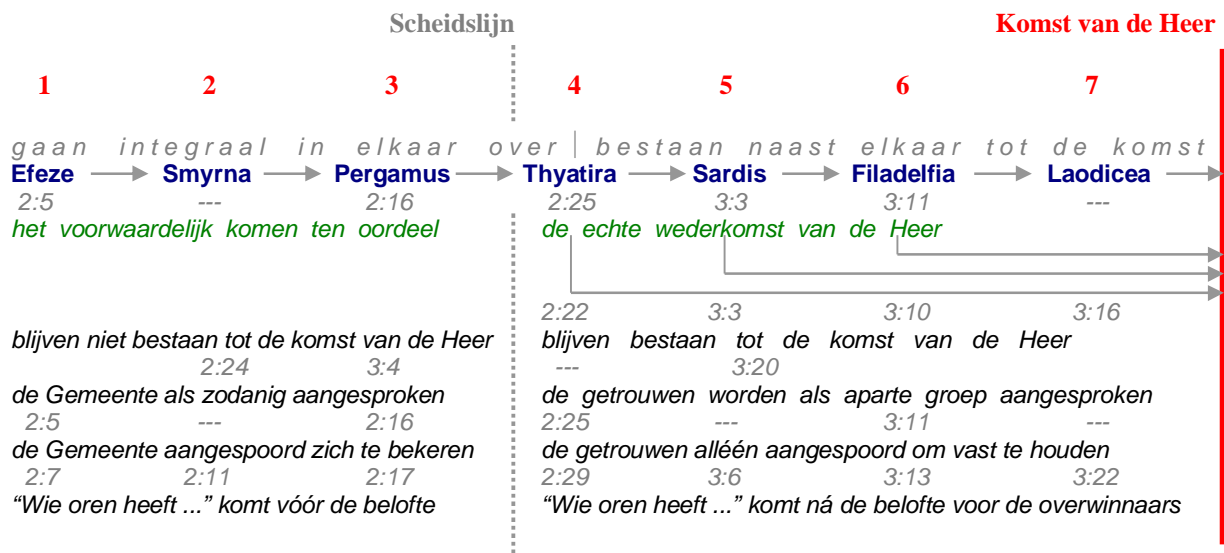 Scheidslijn Komst van de Heer
1 2 3 4 5 6 7
gaan integraal in elkaar over bestaan naast elkaar tot de komst
Efeze Smyrna Pergamus Thyatira Sardis Filadelfia Laodicea
2:5 --- 2:16 2:25 3:3 3:11 ---
het voorwaardelijk komen ten oordeel de echte wederkomst van de Heer
2:22 3:3 3:10 3:16
blijven niet bestaan tot de komst van de Heer blijven bestaan tot de komst van de Heer
2:24 3:4 --- 3:20
de Gemeente als zodanig aangesproken de getrouwen worden als aparte groep aangesproken
2:5 --- 2:16 2:25 --- 3:11 ---
de Gemeente aangespoord zich te bekeren de getrouwen alléén aangespoord om vast te houden
2:7 2:11 2:17 2:29 3:6 3:13 3:22
“Wie oren heeft ...” komt vóór de belofte “Wie oren heeft ...” komt ná de belofte voor de overwinnaars